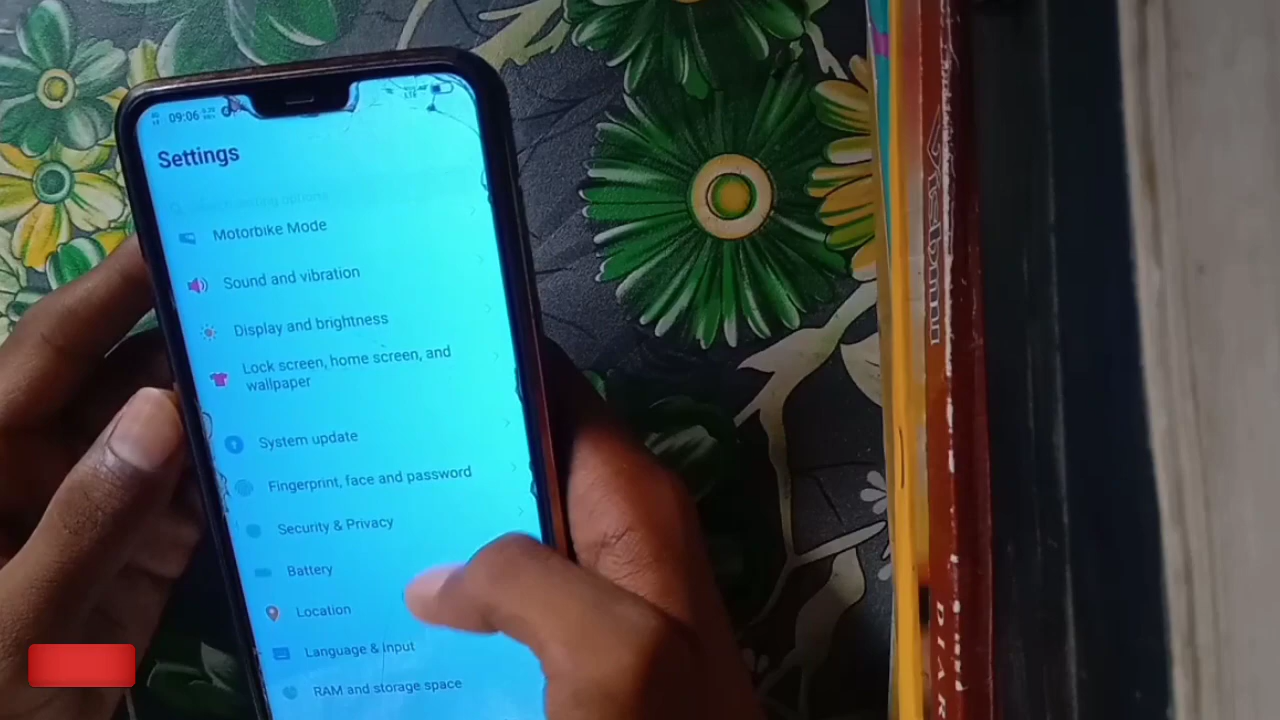 09:06
Settings
Motorbike Mode
Sound and vibration
Display and brightness
Lock screen, home screen, and
wallpaper
System update
Fingerprint, face and password
Security & Privacy
Battery
Location
Language & Input
RAM and storage space
DIAR